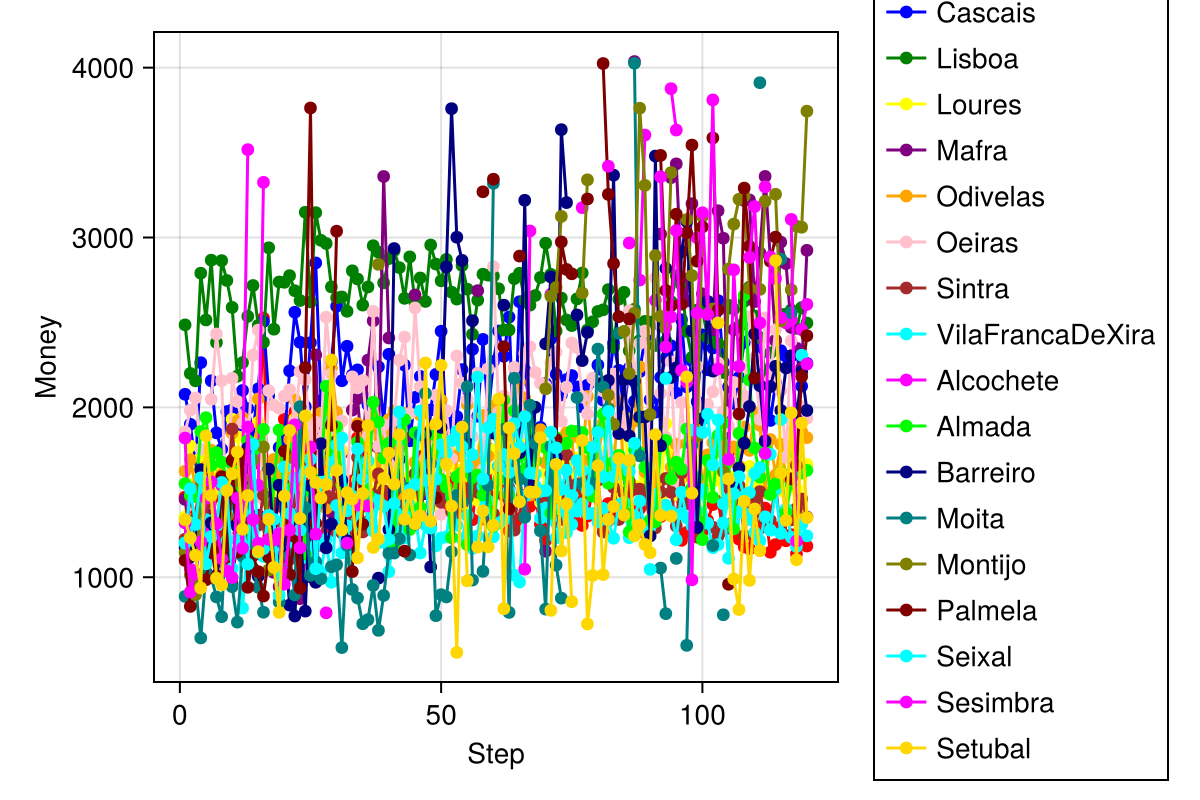 Cascais
Lisboa
Loures
Mafra
Odivelas
Oeiras
Sintra
VilaFrancaDeXira
Alcochete
Almada
Barreiro
Moita
Montijo
Palmela
Seixal
Sesimbra
Setubal
4000
3000
2000
1000
Money
0 50 100
Step